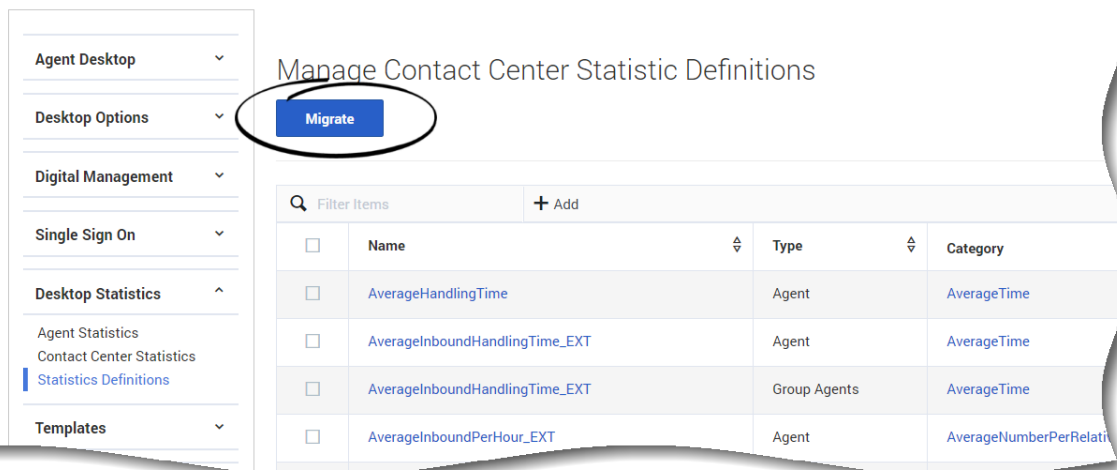 Agent Desktop
Desktop Options
Digital Management
Single Sign On
Desktop Statistics
Agent Statistics
Contact Center Statistics
Statistics Definitions
Templates
Manage Contact Center Statistic Definitions
Migrate
Filter Items
+ Add
Name Type Category
AverageHandlingTime Agent AverageTime
AverageInboundHandlingTime_EXT Agent AverageTime
AverageInboundHandlingTime_EXT Group Agents AverageTime
AverageInboundPerHour_EXT Agent